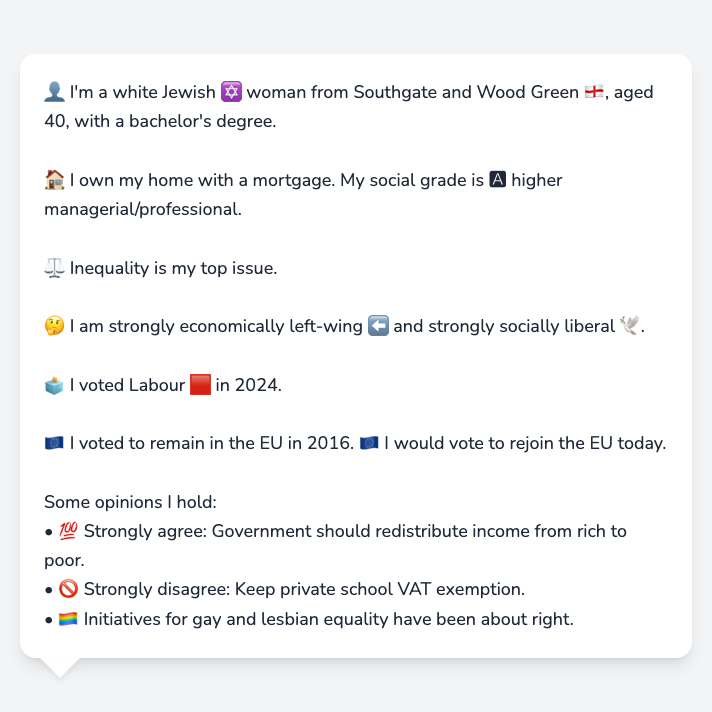 👤 I'm a white Jewish 🔯 woman from Southgate and Wood Green 🏴󠁧󠁢󠁥󠁮󠁧󠁿, aged
40, with a bachelor's degree.
🏠 I own my home with a mortgage. My social grade is 🅰 higher
managerial/professional.
⚖️ Inequality is my top issue.
🤔 I am strongly economically left-wing ⬅️ and strongly socially liberal 🕊️.
🗳️ I voted Labour 🟥 in 2024.
🇪🇺 I voted to remain in the EU in 2016. 🇪🇺 I would vote to rejoin the EU today.
Some opinions I hold:
• 💯 Strongly agree: Government should redistribute income from rich to
poor.
• 🚫 Strongly disagree: Keep private school VAT exemption.
• 🏳️‍🌈 Initiatives for gay and lesbian equality have been about right.